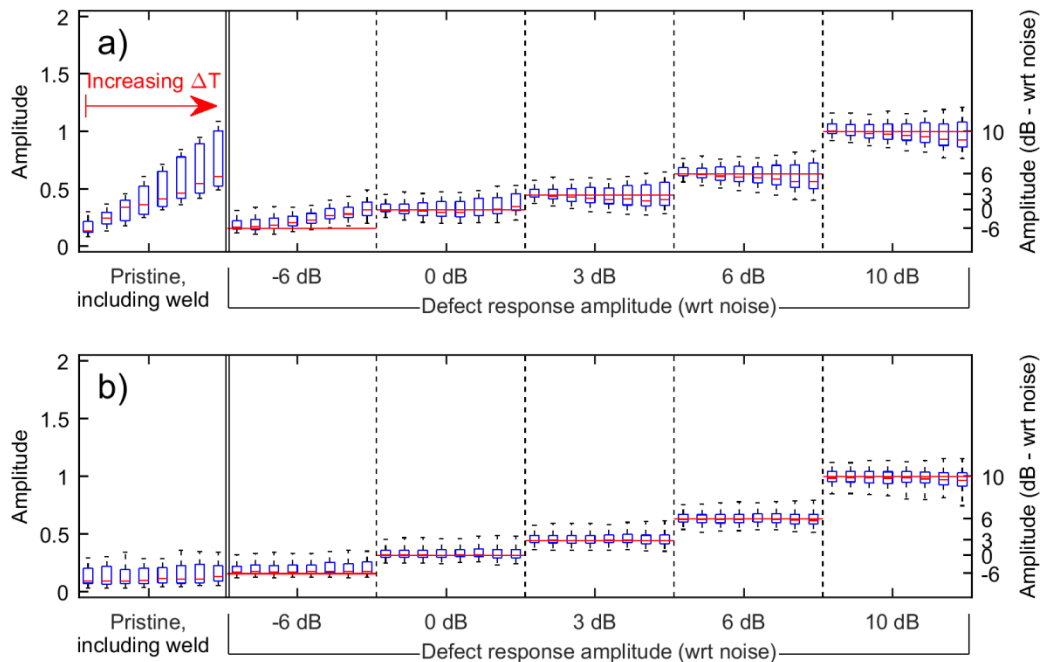 a)
Increasing ΔT
2
1.5
1
0.5
0
Amplitude
10
6
3
0
-6
Amplitude (dB - wrt noise)
Pristine,
including weld
-6 dB
0 dB
3 dB
6 dB
10 dB
Defect response amplitude (wrt noise)
b)
2
1.5
1
0.5
0
Amplitude
10
6
3
0
-6
Amplitude (dB - wrt noise)
Pristine,
including weld
-6 dB
0 dB
3 dB
6 dB
10 dB
Defect response amplitude (wrt noise)